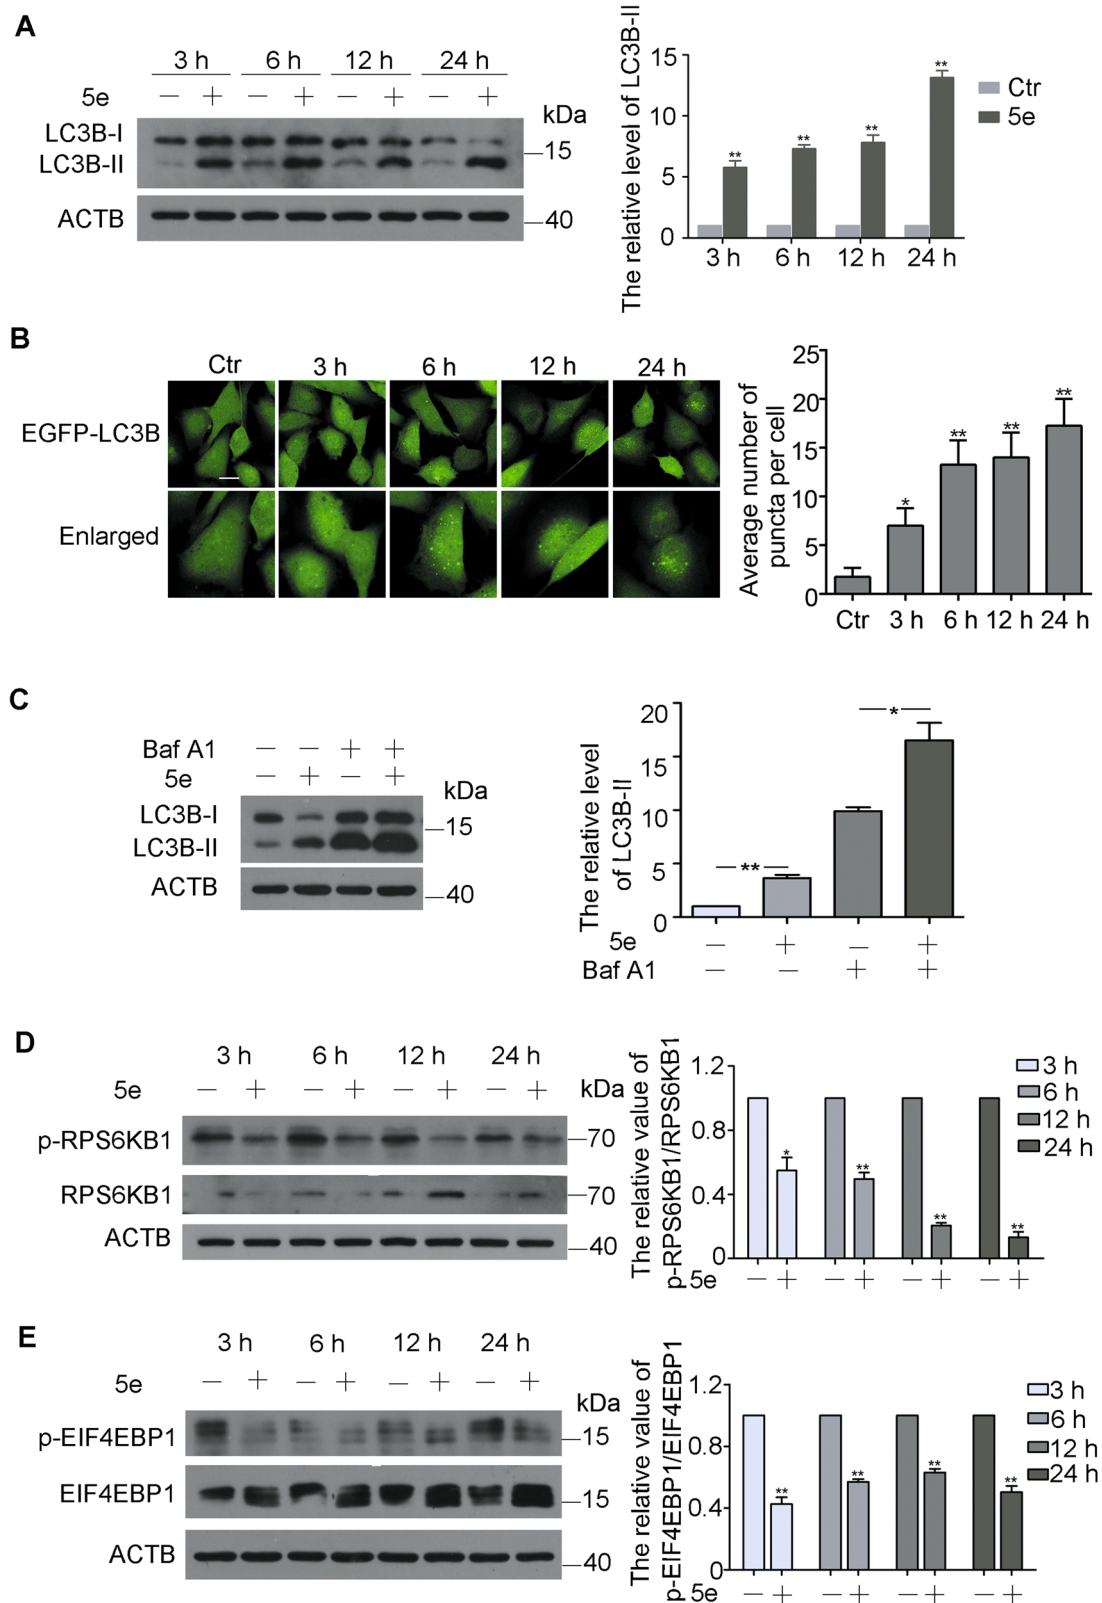 A
3 h 6 h 12 h 24 h
5e — + — + — + — +
kDa
LC3B-I
LC3B-II
15
ACTB
40
The relative level of LC3B-II
15
10
5
0
** ** ** **
3 h 6 h 12 h 24 h
Ctr
5e
B
Ctr 3 h 6 h 12 h 24 h
EGFP-LC3B
Enlarged
Average number of
puncta per cell
25
20
15
10
5
0
* ** ** **
Ctr 3 h 6 h 12 h 24 h
C
Baf A1 — — + +
5e — + — +
kDa
LC3B-I
15
LC3B-II
ACTB
40
The relative level
of LC3B-II
20
15
10
5
0
** *
5e — + — +
Baf A1 — — + +
D
3 h 6 h 12 h 24 h
5e — + — + — + — +
kDa
p-RPS6KB1
70
RPS6KB1
70
ACTB
40
The relative value of
p-RPS6KB1/RPS6KB1
1.2
0.8
0.4
0
* ** ** **
5e — + — + — + — +
3 h
6 h
12 h
24 h
E
3 h 6 h 12 h 24 h
5e — + — + — + — +
kDa
p-EIF4EBP1
15
EIF4EBP1
15
ACTB
40
The relative value of
p-EIF4EBP1/EIF4EBP1
1.2
0.8
0.4
0
** ** ** **
5e — + — + — + — +
3 h
6 h
12 h
24 h